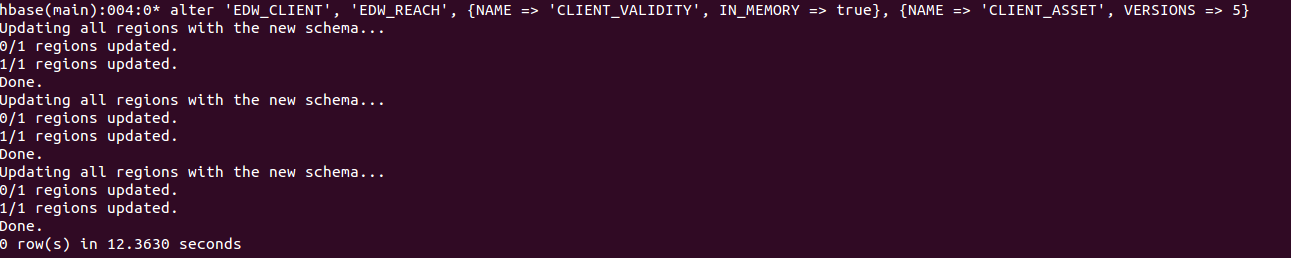 hbase(main):004:0* alter 'EDW_CLIENT', 'EDW_REACH', {NAME => 'CLIENT_VALIDITY', IN_MEMORY => true}, {NAME => 'CLIENT_ASSET', VERSIONS => 5}
Updating all regions with the new schema...
0/1 regions updated.
1/1 regions updated.
Done.
Updating all regions with the new schema...
0/1 regions updated.
1/1 regions updated.
Done.
Updating all regions with the new schema...
0/1 regions updated.
1/1 regions updated.
Done.
0 row(s) in 12.3630 seconds